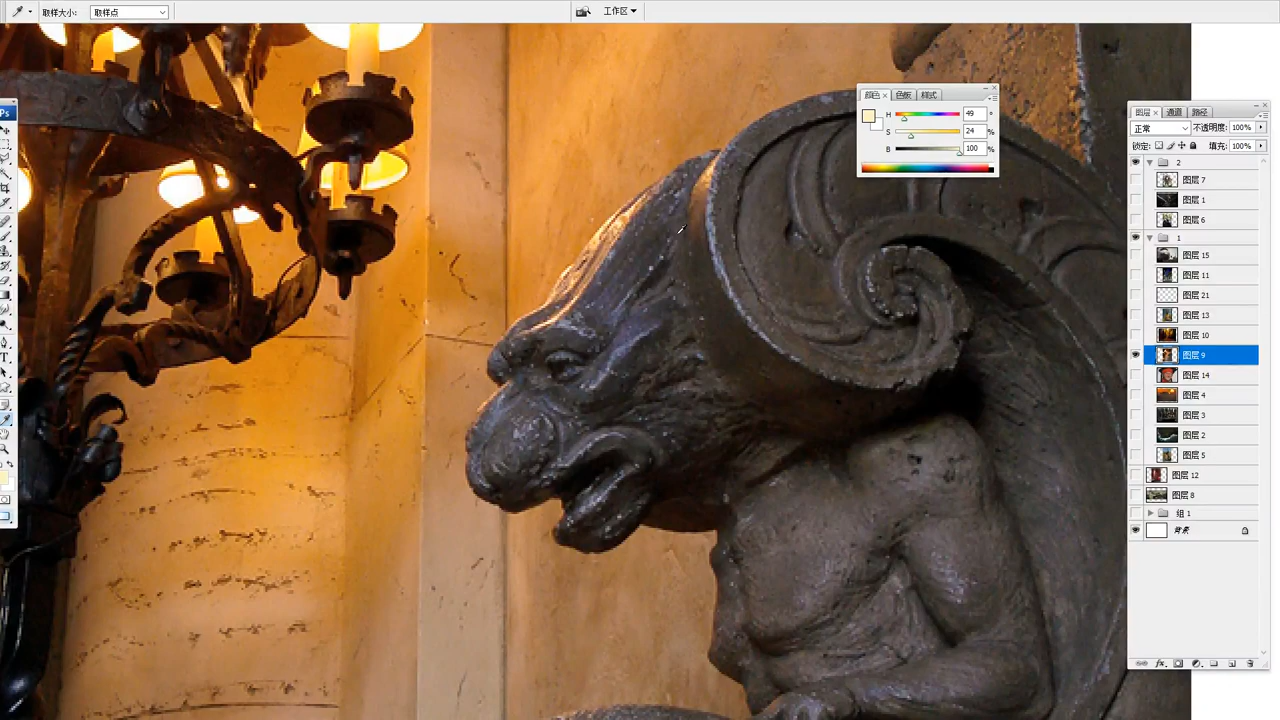 取样大小: 取样点
工作区
Ps
颜色 色板 样式
H 49 °
S 24 %
B 100 %
图层 通道 路径
正常 不透明度: 100%
锁定: 填充: 100%
2
图层 7
图层 1
图层 6
1
图层 15
图层 11
图层 21
图层 13
图层 10
图层 9
图层 14
图层 4
图层 3
图层 2
图层 5
图层 12
图层 8
组 1
背景
T
fx